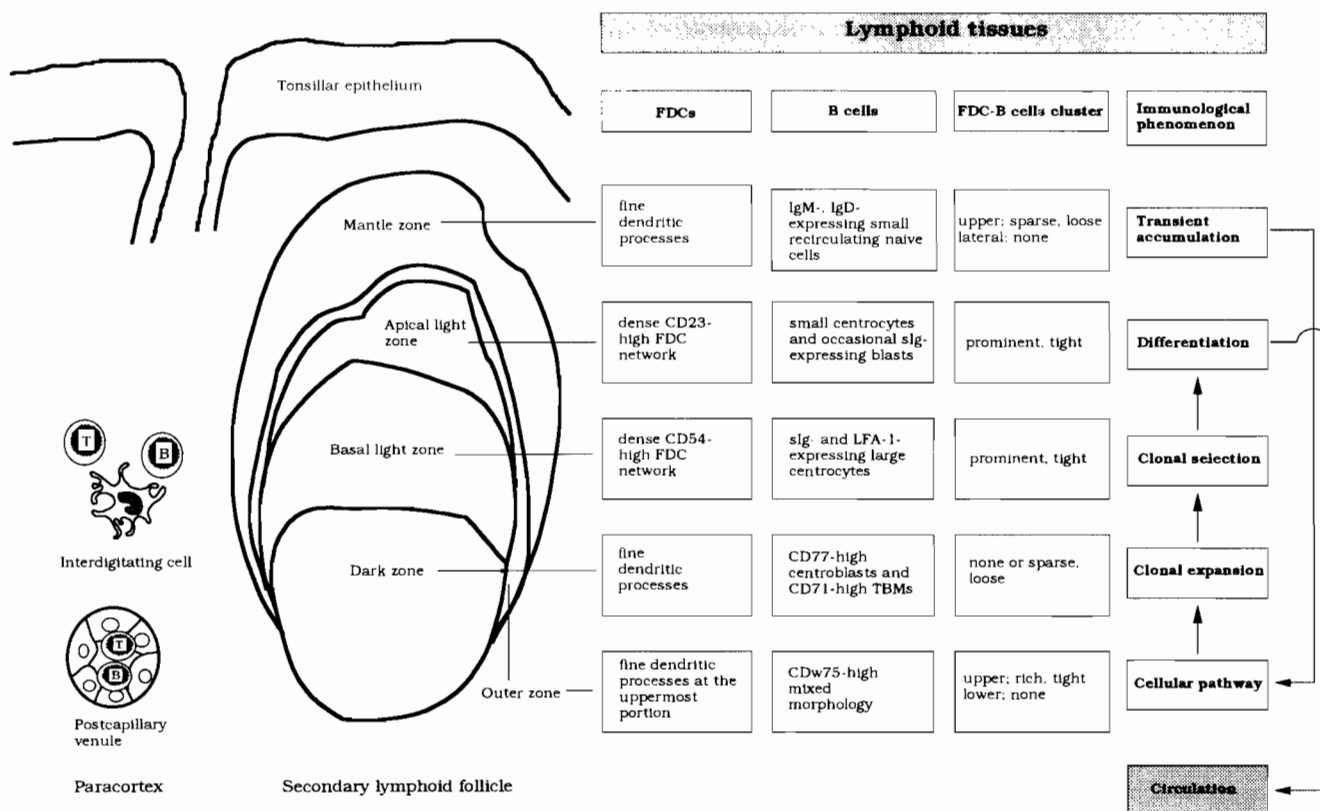 Lymphoid tissues
Tonsillar epithelium
FDCs
B cells
FDC-B cells cluster
Immunological
phenomenon
Mantle zone
fine
dendritic
processes
IgM-, IgD-
expressing small
recirculating naive
cells
upper; sparse, loose
lateral; none
Transient
accumulation
Apical light
zone
dense CD23-
high FDC
network
small centrocytes
and occasional sIg-
expressing blasts
prominent, tight
Differentiation
Basal light zone
dense CD54-
high FDC
network
sIg- and LFA-1-
expressing large
centrocytes
prominent, tight
Clonal selection
T
B
Interdigitating cell
Dark zone
fine
dendritic
processes
CD77-high
centroblasts and
CD71-high TBMs
none or sparse,
loose
Clonal expansion
T
B
Postcapillary
venule
Outer zone
fine dendritic
processes at the
uppermost
portion
CDw75-high
mixed
morphology
upper; rich, tight
lower; none
Cellular pathway
Paracortex
Secondary lymphoid follicle
Circulation